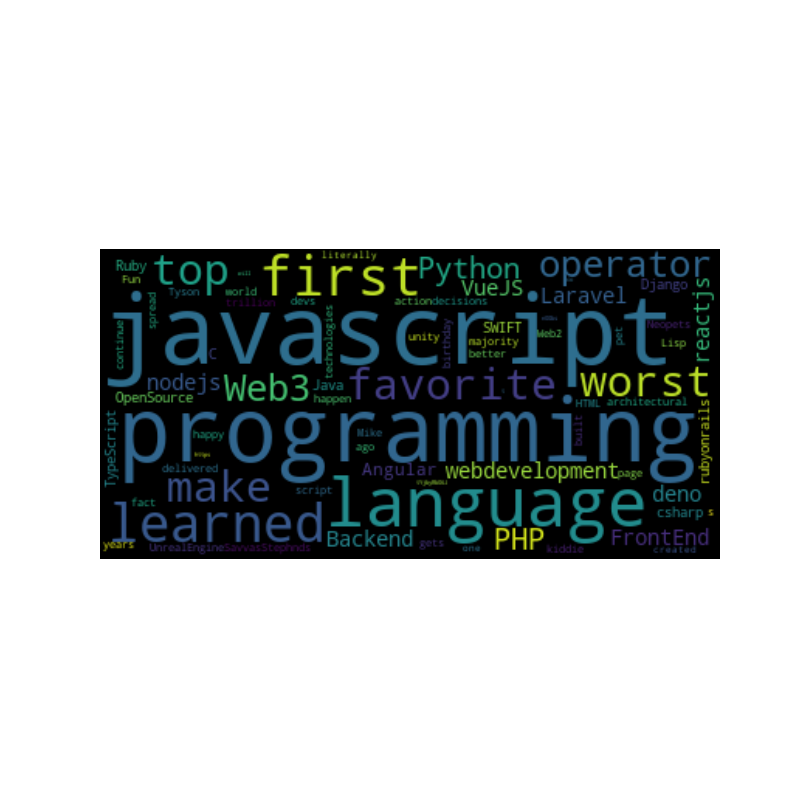 literally
Ruby top will first Python operator
Fun VueJS Django
Tyson world Laravel
spread trillion devs action decisions
javascript
reactjs
continue technologies unity birthday SWIFT Web2 pet Neopets
majority Lisp
C better
nodejs Web3 Java favorite worst
OpenSource happen HTML architectural
programming
TypeScript happy Mike built rubyonrails
ago
https
delivered Angular webdevelopment page
make script language deno
fact csharp s
learned Backend PHP FrontEnd
years UnrealEngine SavvasStephnds gets one kiddie created